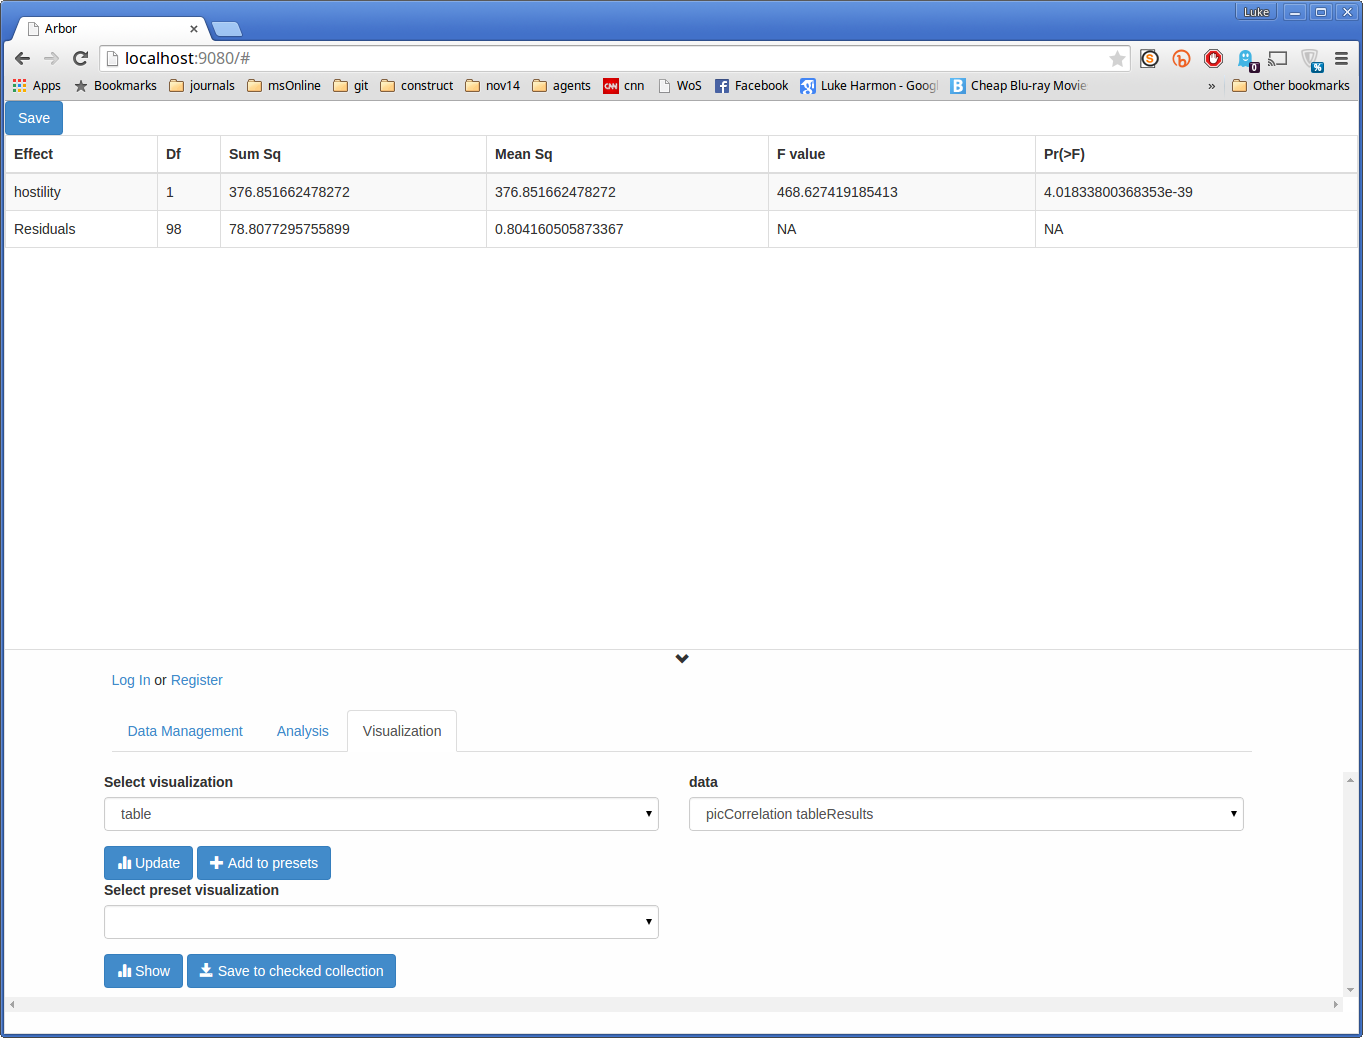 Luke
Arbor
localhost:9080/#
Apps Bookmarks journals msOnline git construct nov14 agents cnn WoS Facebook Luke Harmon - Goog Cheap Blu-ray Movie » Other bookmarks
Save
Effect Df Sum Sq Mean Sq F value Pr(>F)
hostility 1 376.851662478272 376.851662478272 468.627419185413 4.01833800368353e-39
Residuals 98 78.8077295755899 0.804160505873367 NA NA
Log In or Register
Data Management Analysis Visualization
Select visualization data
table picCorrelation tableResults
Update Add to presets
Select preset visualization
Show Save to checked collection